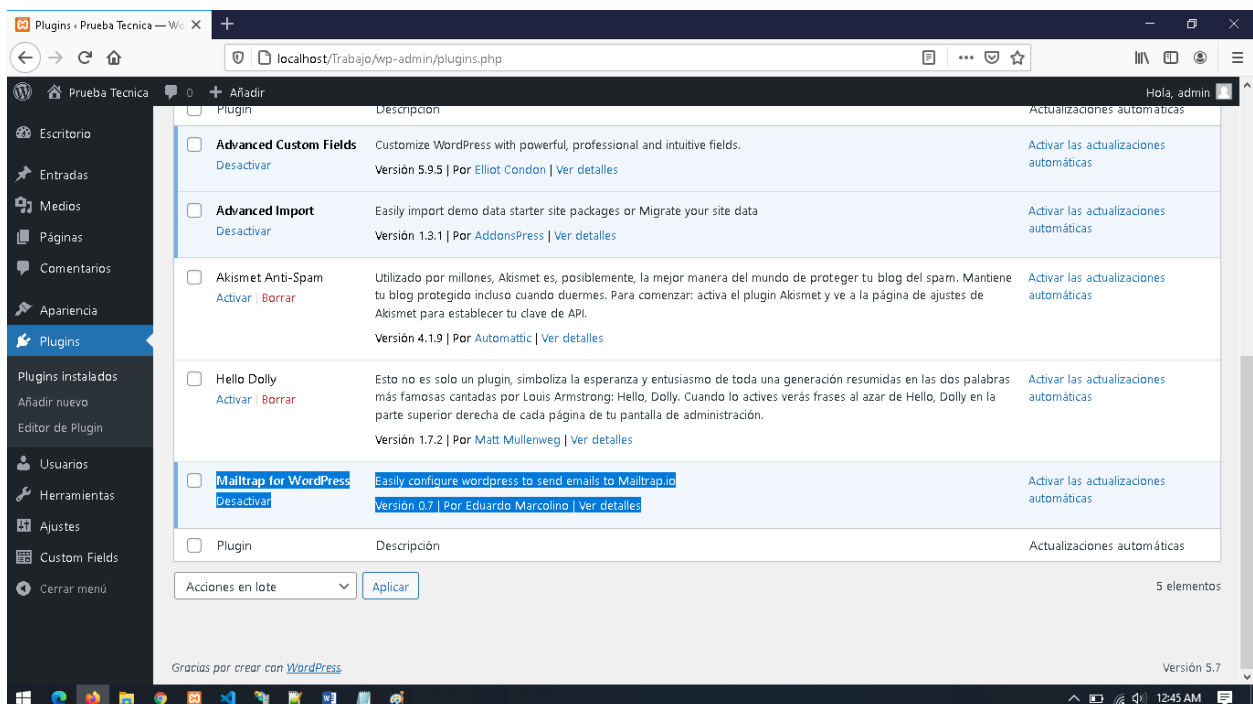 Plugins ‹ Prueba Tecnica — Wo
localhost/Trabajo/wp-admin/plugins.php
Prueba Tecnica 0 Añadir Hola, admin
Escritorio
Entradas
Medios
Páginas
Comentarios
Apariencia
Plugins
Plugins instalados
Añadir nuevo
Editor de Plugin
Usuarios
Herramientas
Ajustes
Custom Fields
Cerrar menú
Plugin Descripción Actualizaciones automáticas
Advanced Custom Fields
Desactivar
Customize WordPress with powerful, professional and intuitive fields.
Versión 5.9.5 | Por Elliot Condon | Ver detalles
Activar las actualizaciones
automáticas
Advanced Import
Desactivar
Easily import demo data starter site packages or Migrate your site data
Versión 1.3.1 | Por AddonsPress | Ver detalles
Activar las actualizaciones
automáticas
Akismet Anti-Spam
Activar | Borrar
Utilizado por millones, Akismet es, posiblemente, la mejor manera del mundo de proteger tu blog del spam. Mantiene
tu blog protegido incluso cuando duermes. Para comenzar: activa el plugin Akismet y ve a la página de ajustes de
Akismet para establecer tu clave de API.
Versión 4.1.9 | Por Automattic | Ver detalles
Activar las actualizaciones
automáticas
Hello Dolly
Activar | Borrar
Esto no es solo un plugin, simboliza la esperanza y entusiasmo de toda una generación resumidas en las dos palabras
más famosas cantadas por Louis Armstrong: Hello, Dolly. Cuando lo actives verás frases al azar de Hello, Dolly en la
parte superior derecha de cada página de tu pantalla de administración.
Versión 1.7.2 | Por Matt Mullenweg | Ver detalles
Activar las actualizaciones
automáticas
Mailtrap for WordPress
Desactivar
Easily configure wordpress to send emails to Mailtrap.io
Versión 0.7 | Por Eduardo Marcolino | Ver detalles
Activar las actualizaciones
automáticas
Plugin Descripción Actualizaciones automáticas
Acciones en lote Aplicar 5 elementos
Gracias por crear con WordPress. Versión 5.7
12:45 AM